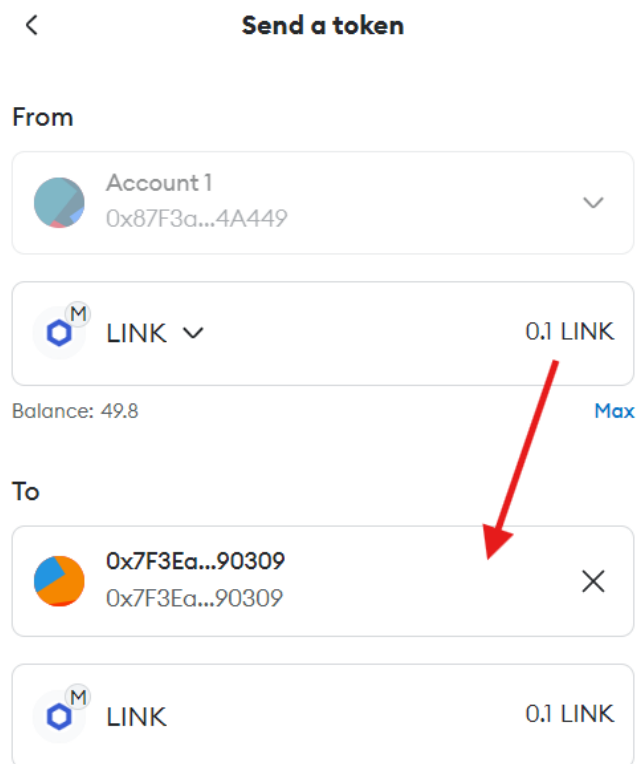 Send a token
From
Account 1
0x87F3a...4A449
M
LINK
0.1 LINK
Balance: 49.8
Max
To
0x7F3Ea...90309
0x7F3Ea...90309
M
LINK
0.1 LINK